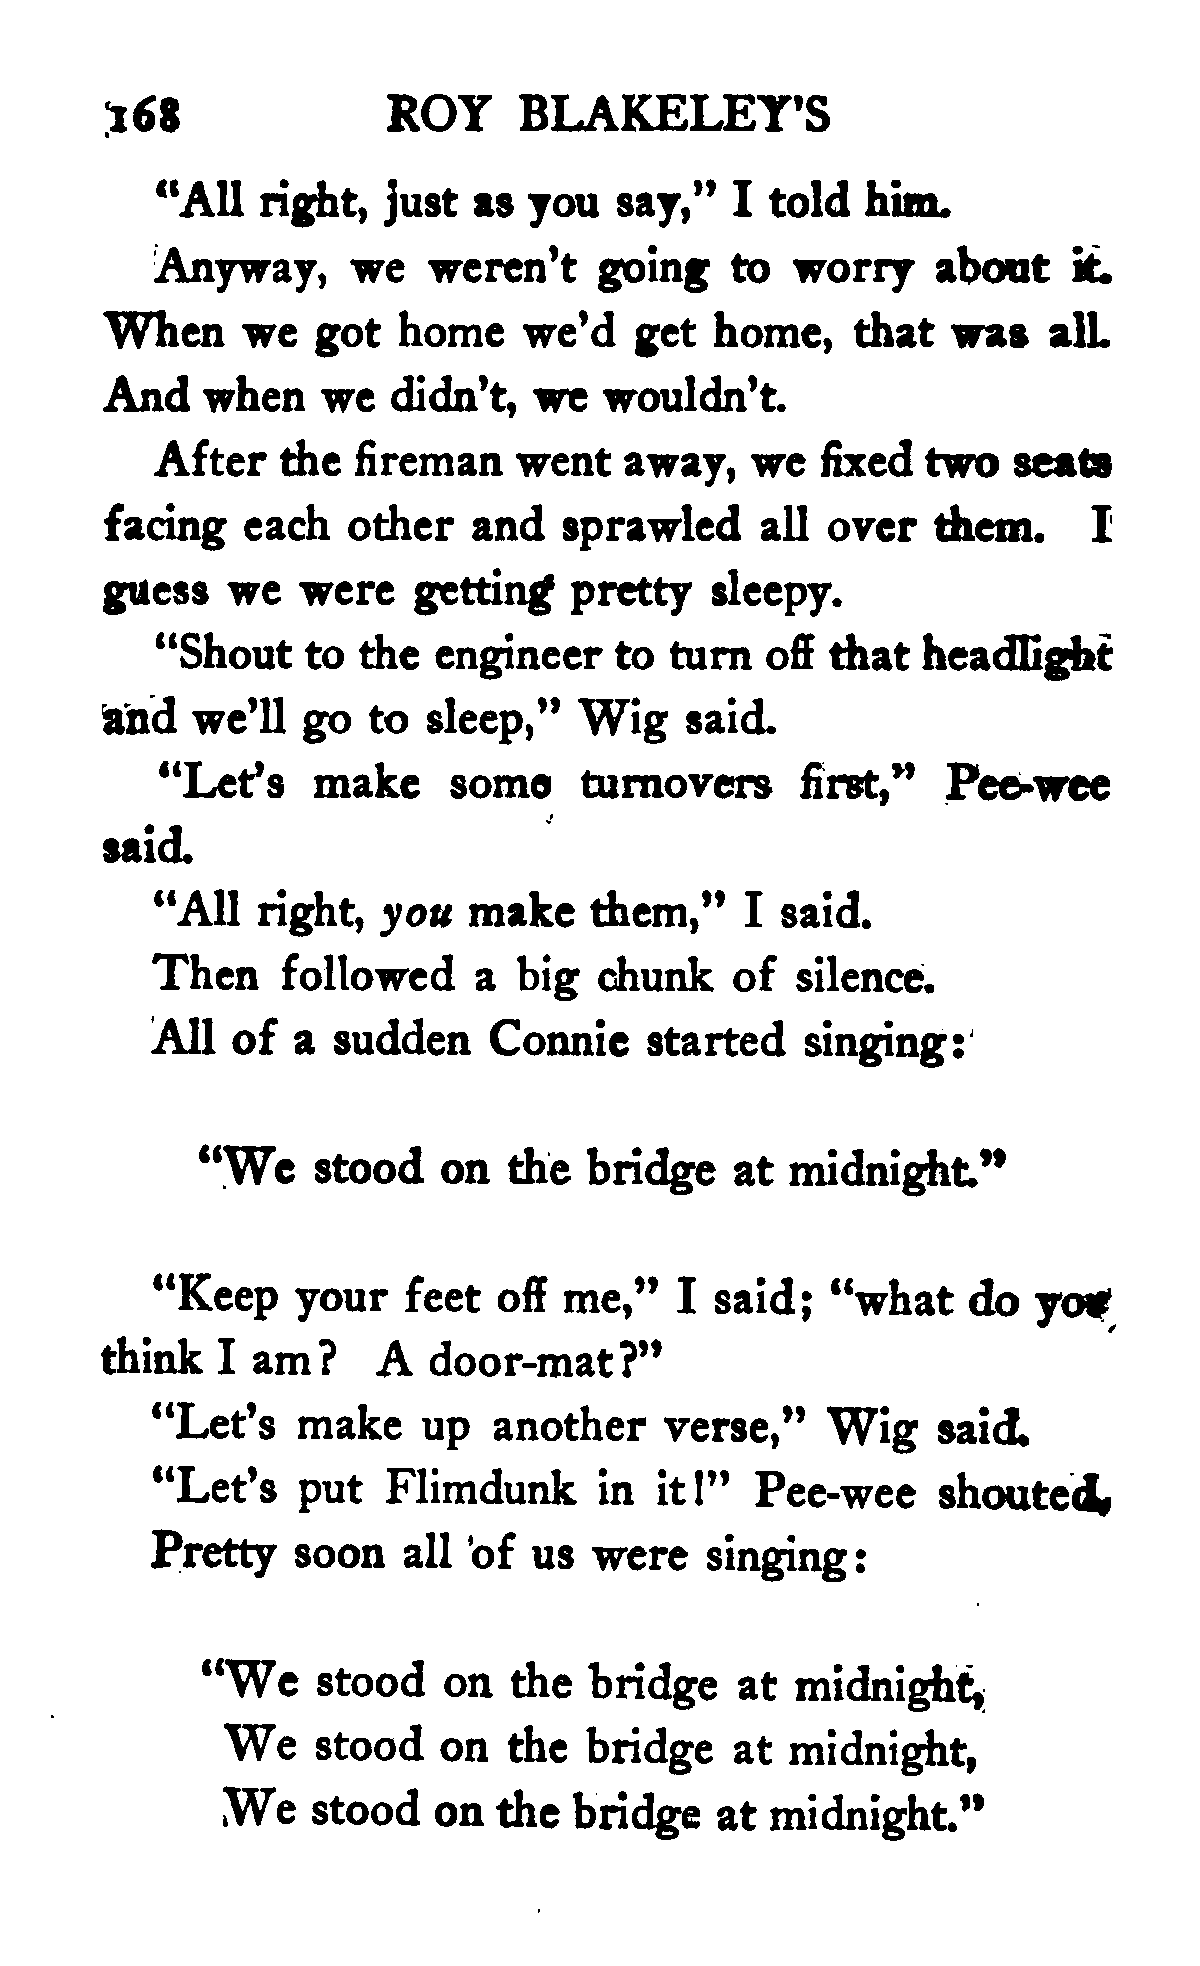 168 ROY BLAKELEY'S
“All right, just as you say,” I told him.
Anyway, we weren't going to worry about it.
When we got home we'd get home, that was all.
And when we didn't, we wouldn't.
After the fireman went away, we fixed two seats
facing each other and sprawled all over them. I
guess we were getting pretty sleepy.
“Shout to the engineer to turn off that headlight
and we'll go to sleep,” Wig said.
“Let's make some turnovers first,” Pee-wee
said.
“All right, you make them,” I said.
Then followed a big chunk of silence.
All of a sudden Connie started singing:
“We stood on the bridge at midnight.”
“Keep your feet off me,” I said; “what do you
think I am? A door-mat?”
“Let's make up another verse,” Wig said.
“Let's put Flimdunk in it!” Pee-wee shouted.
Pretty soon all of us were singing:
“We stood on the bridge at midnight,
We stood on the bridge at midnight,
We stood on the bridge at midnight.”